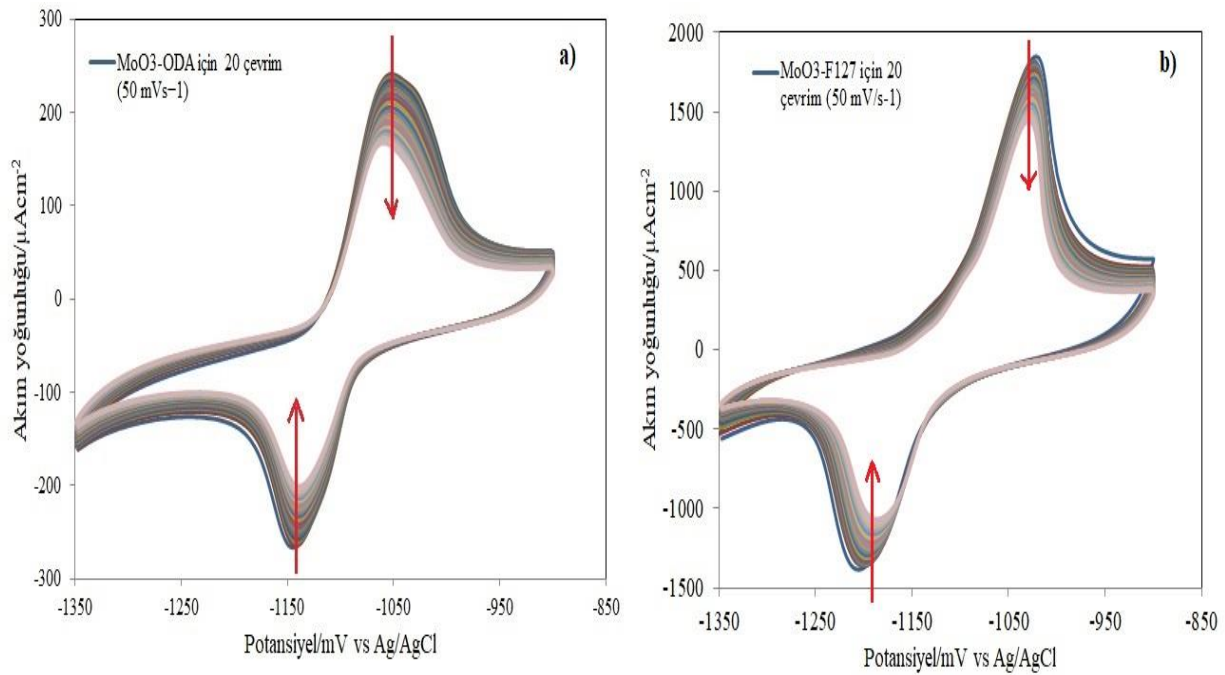 MoO3-ODA için 20 çevrim
(50 mVs−1)
a)
300
200
100
0
-100
-200
-300
Akım yoğunluğu/µAcm⁻²
-1350
-1250
-1150
-1050
-950
-850
Potansiyel/mV vs Ag/AgCl
MoO3-F127 için 20
çevrim (50 mV/s-1)
b)
2000
1500
1000
500
0
-500
-1000
-1500
Akım yoğunluğu/µAcm⁻²
-1350
-1250
-1150
-1050
-950
-850
Potansiyel/mV vs Ag/AgCl